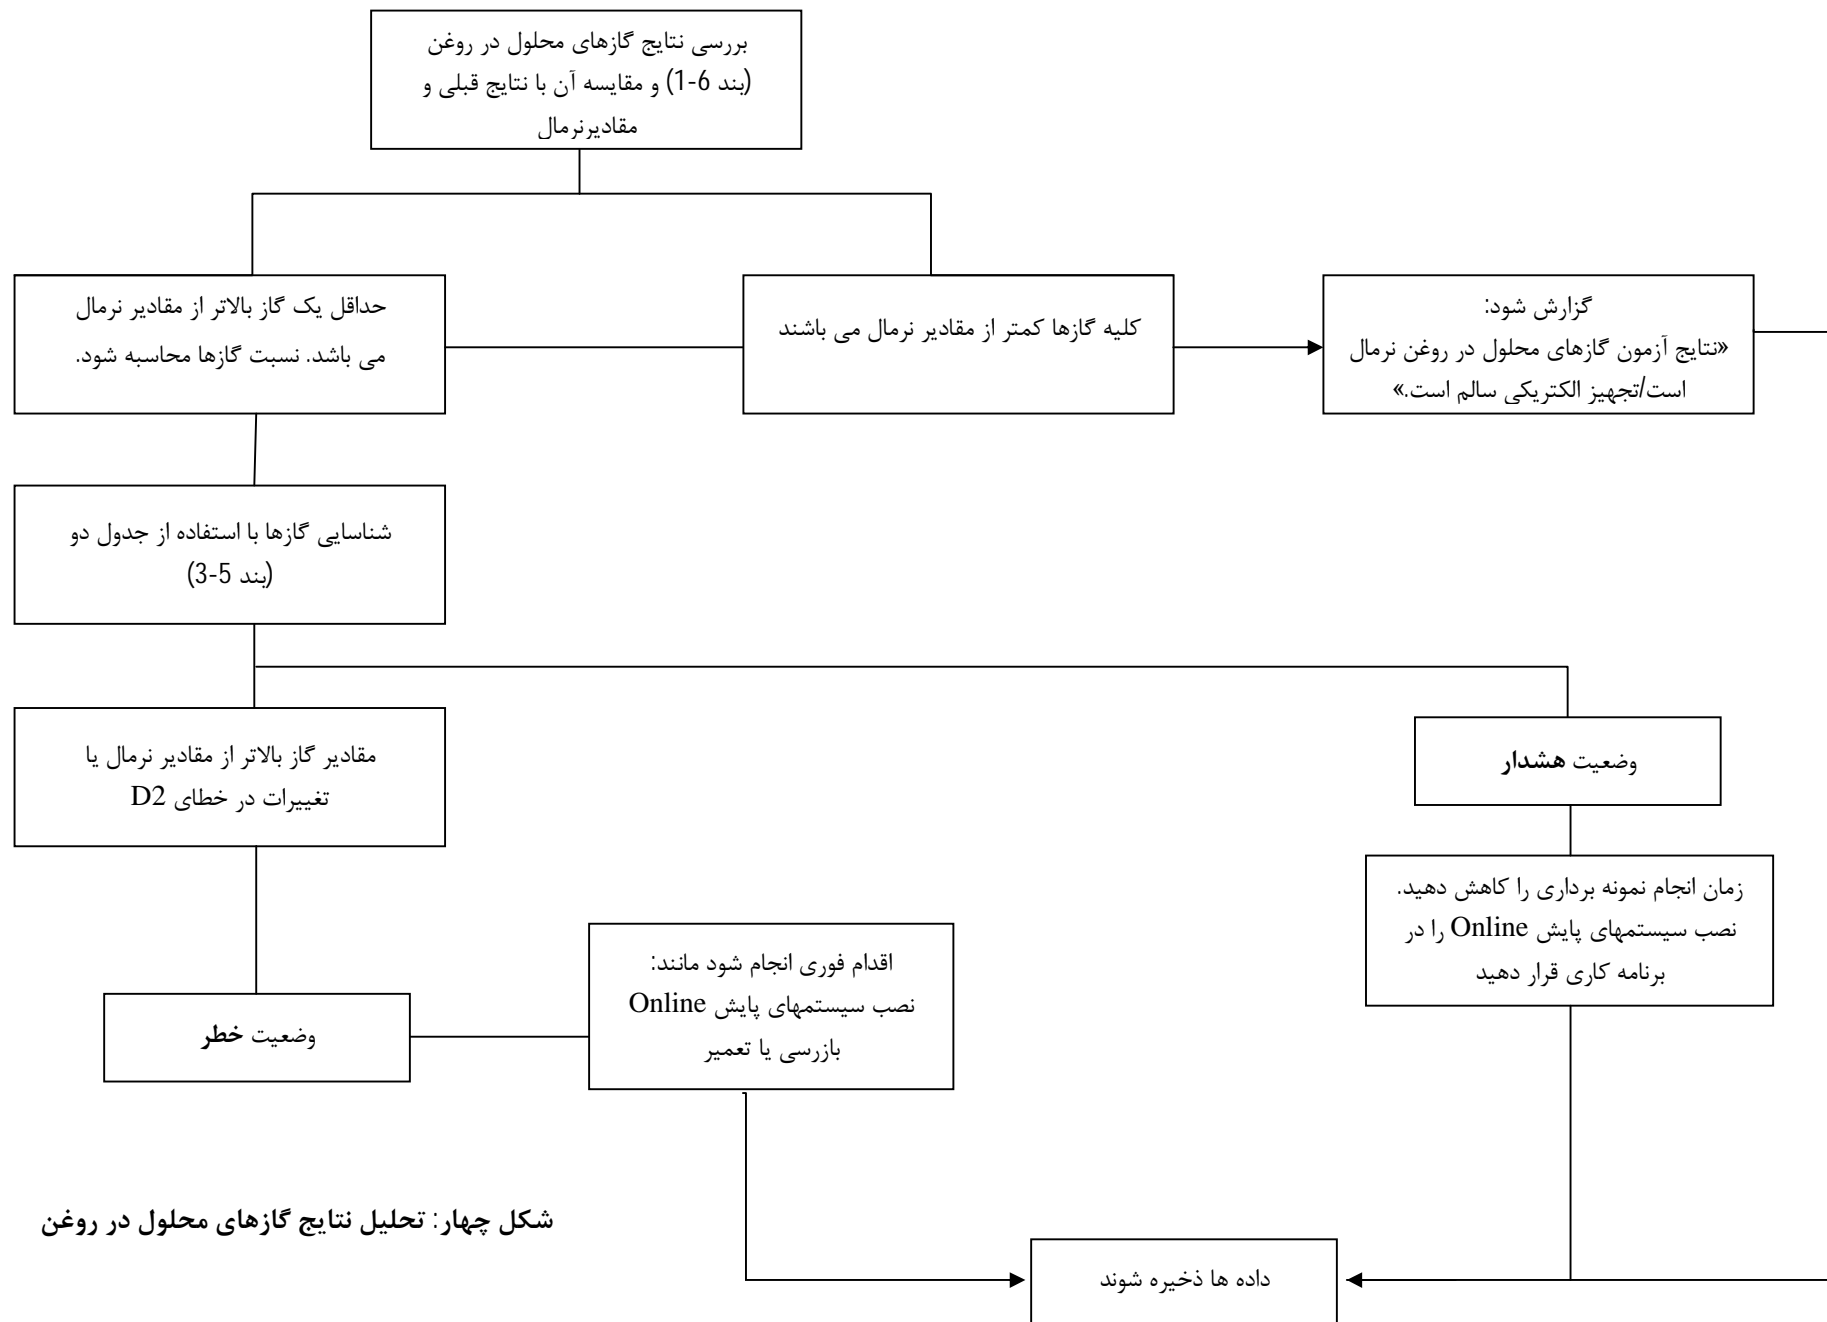 بررسی نتایج گازهای محلول در روغن
(بند 6-1) و مقایسه آن با نتایج قبلی و
مقادیرنرمال
گزارش شود:
«نتایج آزمون گازهای محلول در روغن نرمال
است/تجهیز الکتریکی سالم است.»
کلیه گازها کمتر از مقادیر نرمال می باشند
حداقل یک گاز بالاتر از مقادیر نرمال
می باشد. نسبت گازها محاسبه شود.
شناسایی گازها با استفاده از جدول دو
(بند 5-3)
وضعیت هشدار
مقادیر گاز بالاتر از مقادیر نرمال یا
تغییرات در خطای D2
زمان انجام نمونه برداری را کاهش دهید.
نصب سیستمهای پایش Online را در
برنامه کاری قرار دهید
اقدام فوری انجام شود مانند:
نصب سیستمهای پایش Online
بازرسی یا تعمیر
وضعیت خطر
شکل چهار: تحلیل نتایج گازهای محلول در روغن
داده ها ذخیره شوند